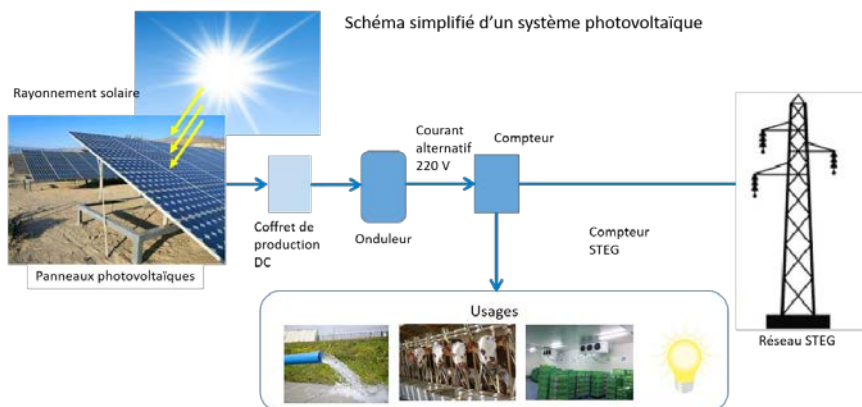 Schéma simplifié d'un système photovoltaïque
Rayonnement solaire
Panneaux photovoltaïques
Coffret de
production
DC
Onduleur
Courant
alternatif
220 V
Compteur
Compteur
STEG
Réseau STEG
Usages